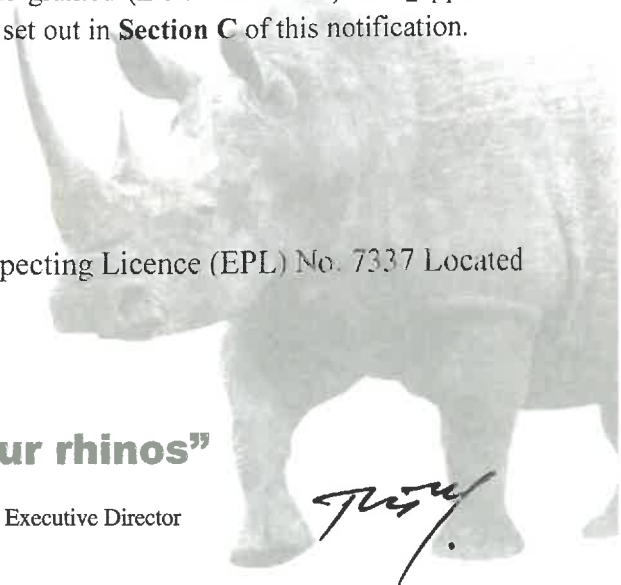 set out in Section C of this notification.
pecting Licence (EPL) No. 7337 Located
ur rhinos”
Executive Director